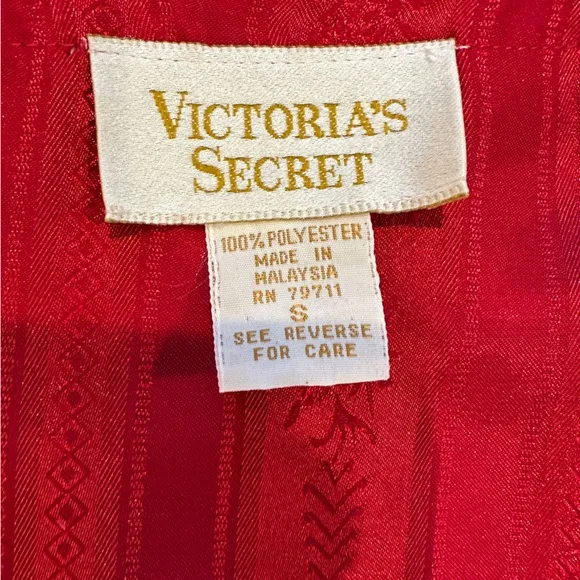 VICTORIA'S
SECRET
100% POLYESTER
MADE IN
MALAYSIA
RN 79711
S
SEE REVERSE
FOR CARE